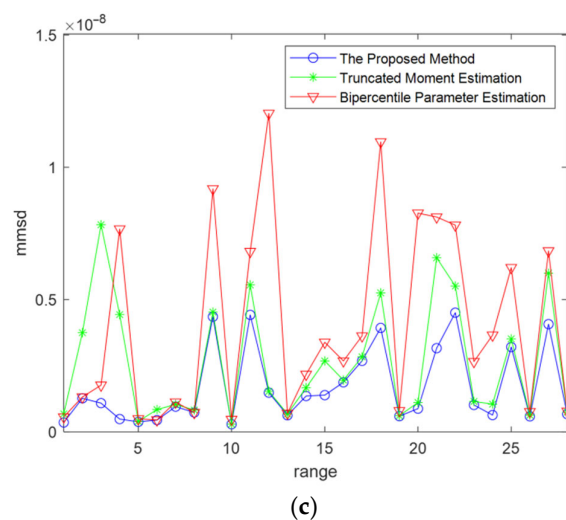 ×10⁻⁸
1.5
1
0.5
0
mmsd
The Proposed Method
Truncated Moment Estimation
Bipercentile Parameter Estimation
5 10 15 20 25
range
(c)